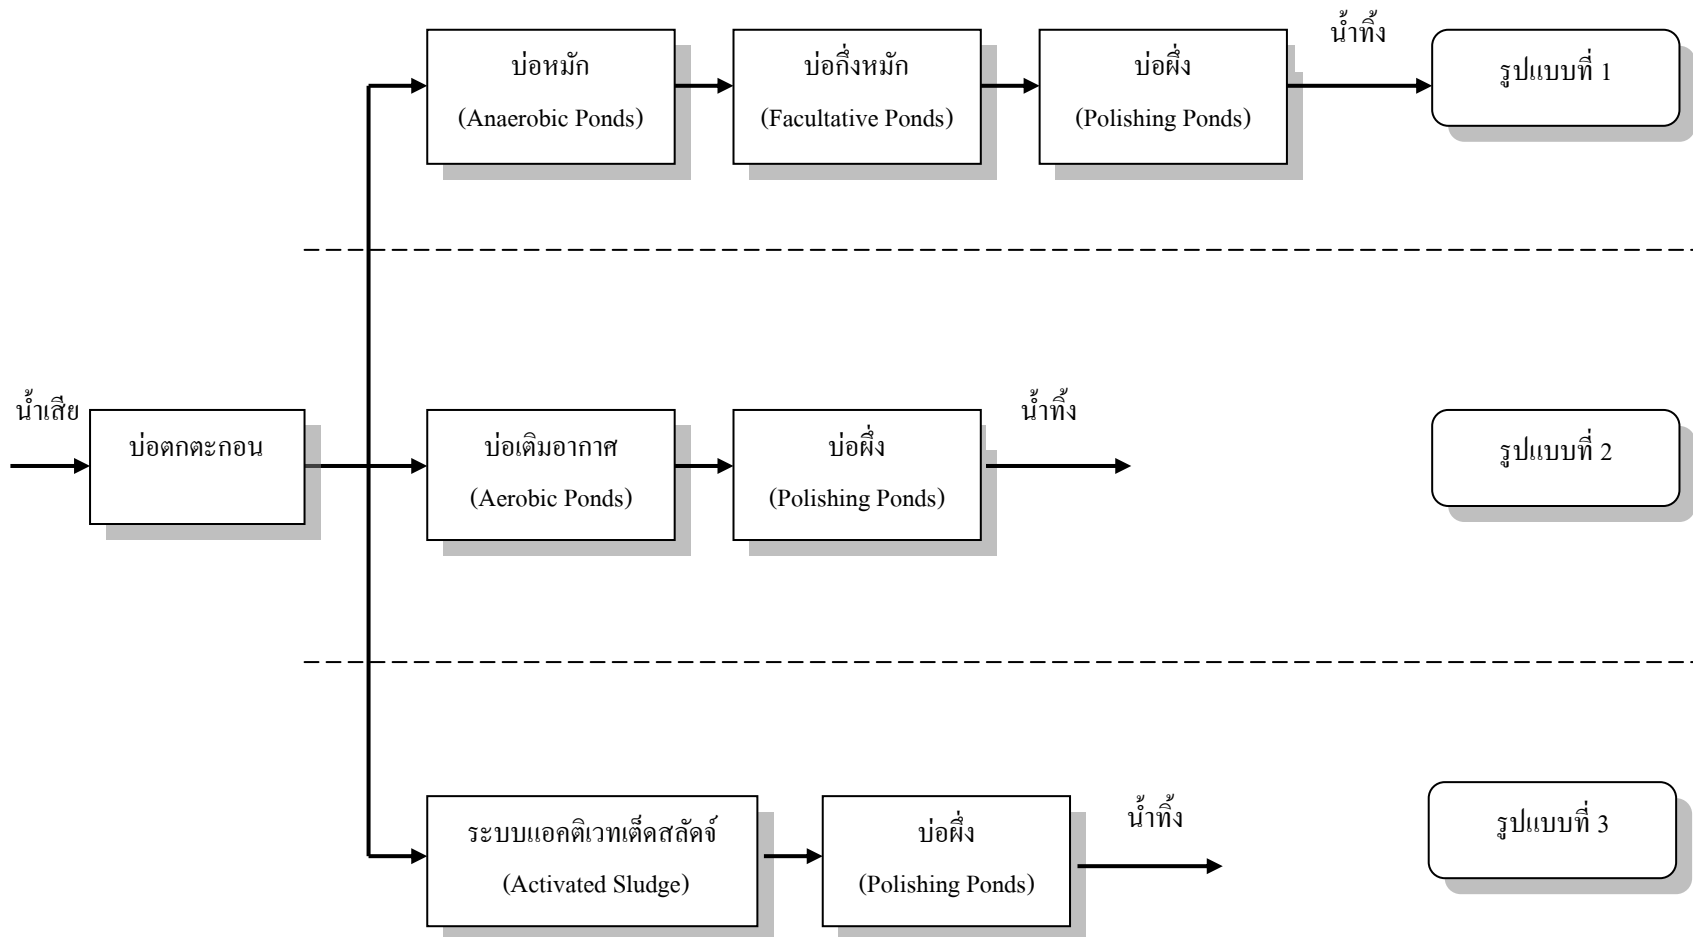 น้ำทิ้ง
บ่อหมัก
(Anaerobic Ponds)
บ่อกึ่งหมัก
(Facultative Ponds)
บ่อผึ่ง
(Polishing Ponds)
รูปแบบที่ 1
น้ำเสีย
บ่อตกตะกอน
บ่อเติมอากาศ
(Aerobic Ponds)
บ่อผึ่ง
(Polishing Ponds)
น้ำทิ้ง
รูปแบบที่ 2
ระบบแอคติเวทเต็ดสลัดจ์
(Activated Sludge)
บ่อผึ่ง
(Polishing Ponds)
น้ำทิ้ง
รูปแบบที่ 3